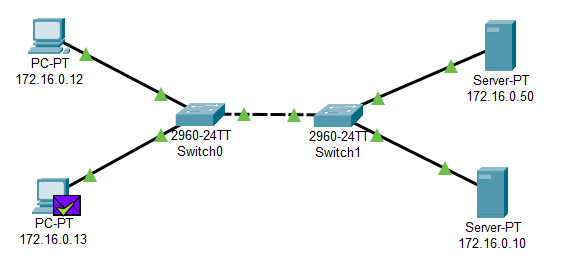 PC-PT
172.16.0.12
Server-PT
172.16.0.50
2960-24TT
Switch0
2960-24TT
Switch1
PC-PT
172.16.0.13
Server-PT
172.16.0.10